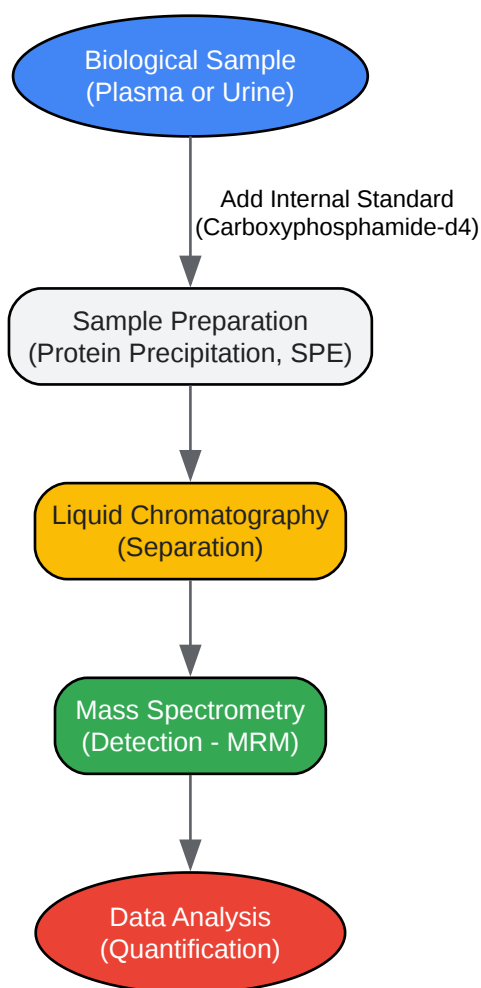 Biological Sample
(Plasma or Urine)
Add Internal Standard
(Carboxyphosphamide-d4)
Sample Preparation
(Protein Precipitation, SPE)
Liquid Chromatography
(Separation)
Mass Spectrometry
(Detection - MRM)
Data Analysis
(Quantification)